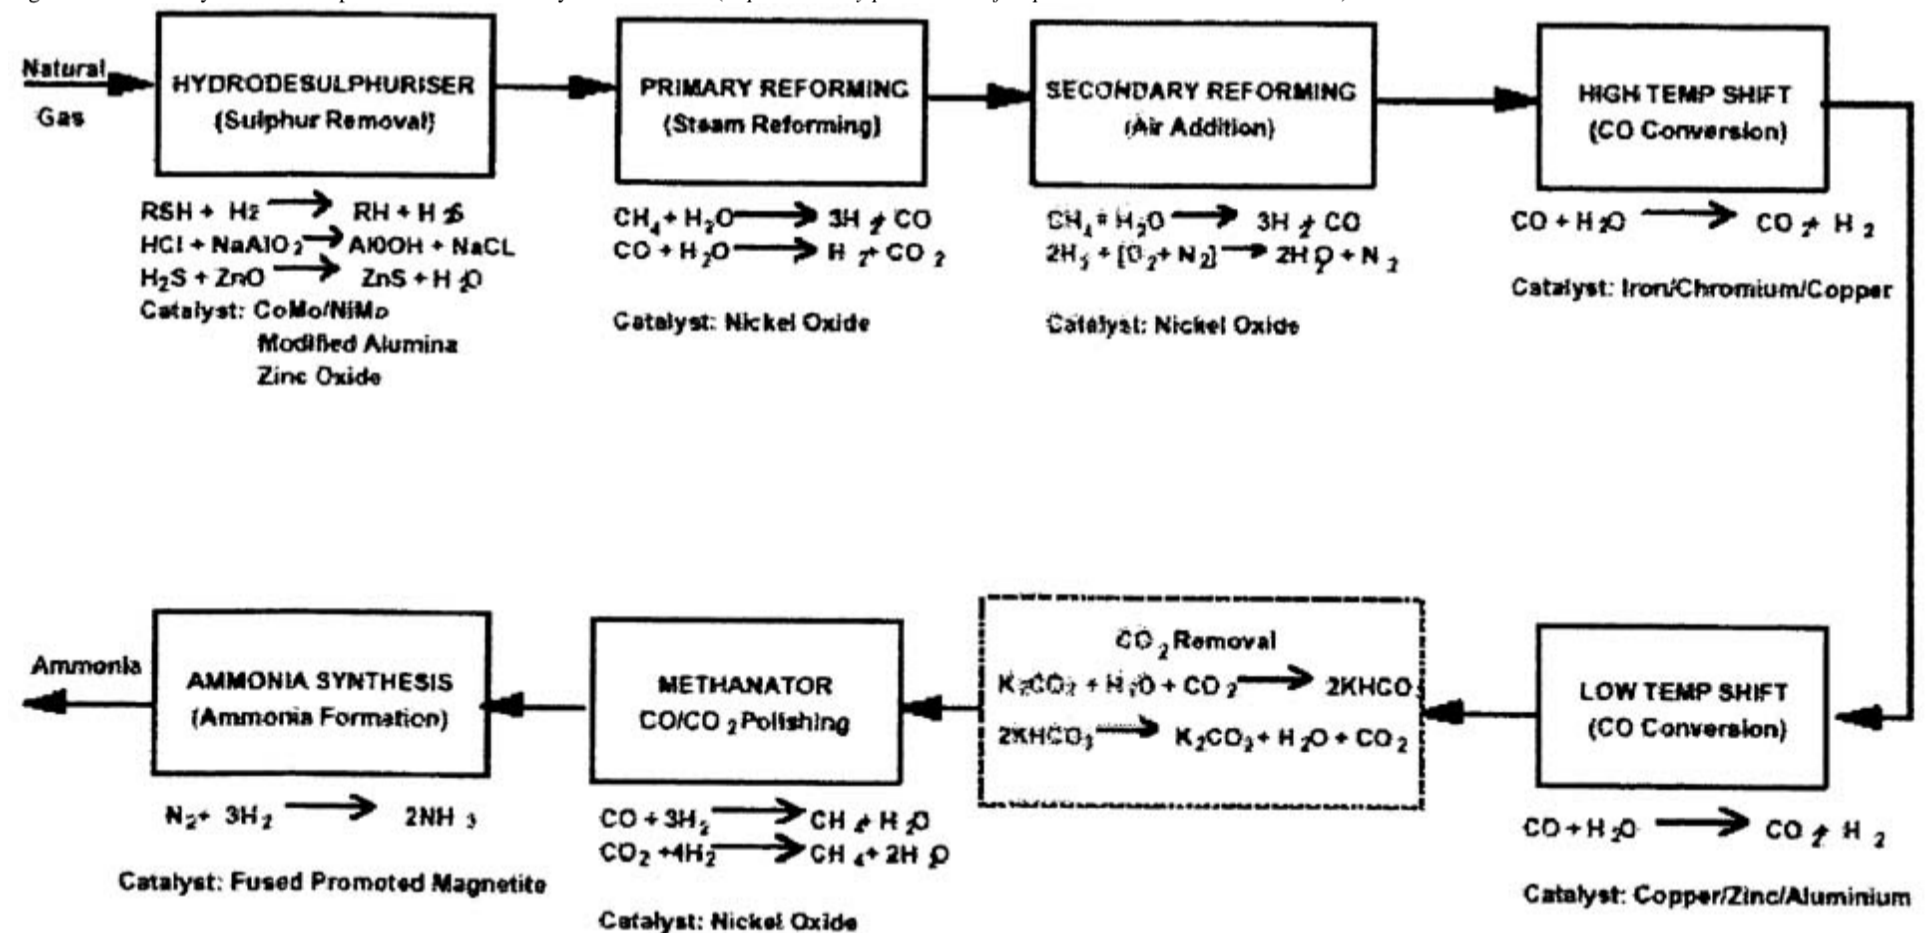 Natural
Gas
HYDRODESULPHURISER
(Sulphur Removal)
RSH + H2 → RH + H2S
HCl + NaAlO2 → AlOOH + NaCL
H2S + ZnO → ZnS + H2O
Catalyst: CoMo/NiMo
Modified Alumina
Zinc Oxide
PRIMARY REFORMING
(Steam Reforming)
CH4 + H2O → 3H2+ CO
CO + H2O → H2+ CO2
Catalyst: Nickel Oxide
SECONDARY REFORMING
(Air Addition)
CH4 + H2O → 3H2+ CO
2H2 + [O2+ N2] → 2H2O + N2
Catalyst: Nickel Oxide
HIGH TEMP SHIFT
(CO Conversion)
CO + H2O → CO2+ H2
Catalyst: Iron/Chromium/Copper
LOW TEMP SHIFT
(CO Conversion)
CO + H2O → CO2+ H2
Catalyst: Copper/Zinc/Aluminium
CO2 Removal
K2CO3 + H2O + CO2 → 2KHCO3
2KHCO3 → K2CO3 + H2O + CO2
METHANATOR
CO/CO2 Polishing
CO + 3H2 → CH4+ H2O
CO2 +4H2 → CH4+ 2H2O
Catalyst: Nickel Oxide
AMMONIA SYNTHESIS
(Ammonia Formation)
N2+ 3H2 → 2NH3
Catalyst: Fused Promoted Magnetite
Ammonia